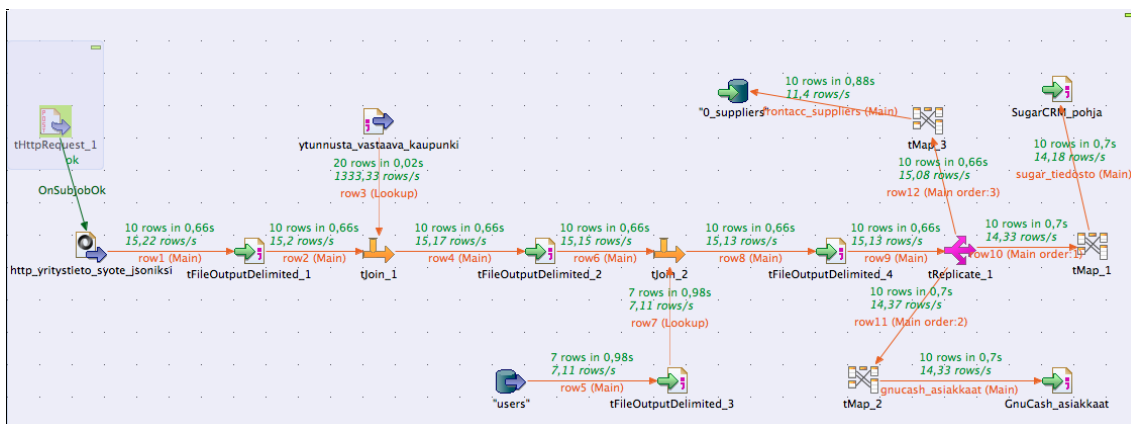 10 rows in 0,88s
11,4 rows/s
"0_suppliers"
frontacc_suppliers (Main)
SugarCRM_pohja
tHttpRequest_1
ok
ytunnusta_vastaava_kaupunki
tMap_3
20 rows in 0,02s
1333,33 rows/s
row3 (Lookup)
10 rows in 0,66s
15,08 rows/s
row12 (Main order:3)
10 rows in 0,7s
14,18 rows/s
sugar_tiedosto (Main)
OnSubjobOk
10 rows in 0,66s
15,22 rows/s
row1 (Main)
10 rows in 0,66s
15,2 rows/s
row2 (Main)
10 rows in 0,66s
15,17 rows/s
row4 (Main)
10 rows in 0,66s
15,15 rows/s
row6 (Main)
10 rows in 0,66s
15,13 rows/s
row8 (Main)
10 rows in 0,66s
15,13 rows/s
row9 (Main)
10 rows in 0,7s
14,33 rows/s
row10 (Main order:1)
http_yritystleto_syote_jsoniksi
tFileOutputDelimited_1
tJoin_1
tFileOutputDelimited_2
tJoin_2
tFileOutputDelimited_4
tReplicate_1
tMap_1
7 rows in 0,98s
7,11 rows/s
row7 (Lookup)
10 rows in 0,7s
14,37 rows/s
row11 (Main order:2)
7 rows in 0,98s
7,11 rows/s
row5 (Main)
10 rows in 0,7s
14,33 rows/s
gnucash_asiakkaat (Main)
"users"
tFileOutputDelimited_3
tMap_2
GnuCash_asiakkaat